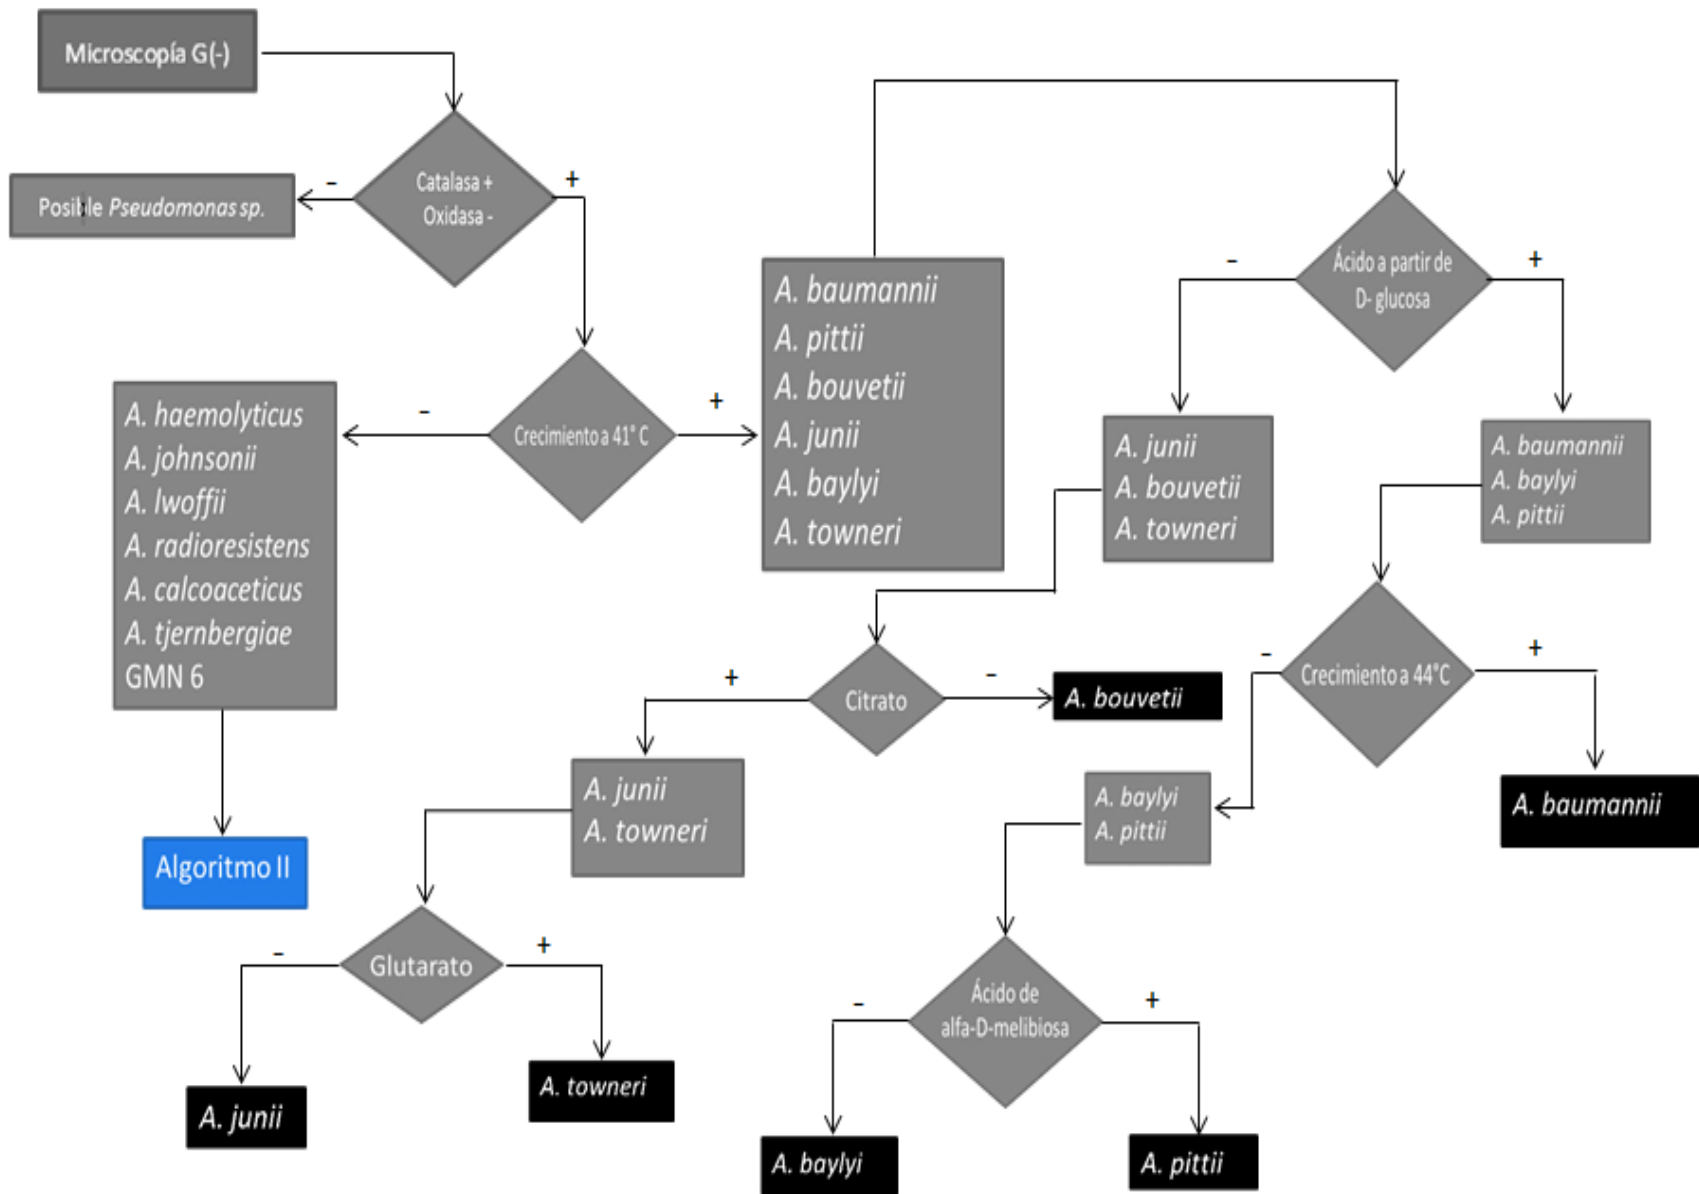 Microscopía G(-)
Catalasa +
Oxidasa -
-
+
Posible Pseudomonas sp.
Crecimiento a 41° C
-
+
A. haemolyticus
A. johnsonii
A. lwoffii
A. radioresistens
A. calcoaceticus
A. tjernbergiae
GMN 6
Algoritmo II
A. baumannii
A. pittii
A. bouvetii
A. junii
A. baylyi
A. towneri
Ácido a partir de
D- glucosa
-
+
A. junii
A. bouvetii
A. towneri
A. baumannii
A. baylyi
A. pittii
Citrato
+
-
A. bouvetii
Crecimiento a 44°C
-
+
A. baumannii
A. junii
A. towneri
A. baylyi
A. pittii
Glutarato
-
+
A. junii
A. towneri
Ácido de
alfa-D-melibiosa
-
+
A. baylyi
A. pittii